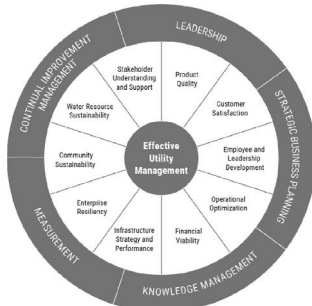 LEADERSHIP
STRATEGIC BUSINESS PLANNING
KNOWLEDGE MANAGEMENT
MEASUREMENT
CONTINUAL IMPROVEMENT
MANAGEMENT
Product
Quality
Customer
Satisfaction
Employee and
Leadership
Development
Operational
Optimization
Financial
Viability
Infrastructure
Strategy and
Performance
Enterprise
Resiliency
Community
Sustainability
Water Resource
Sustainability
Stakeholder
Understanding
and Support
Effective
Utility
Management